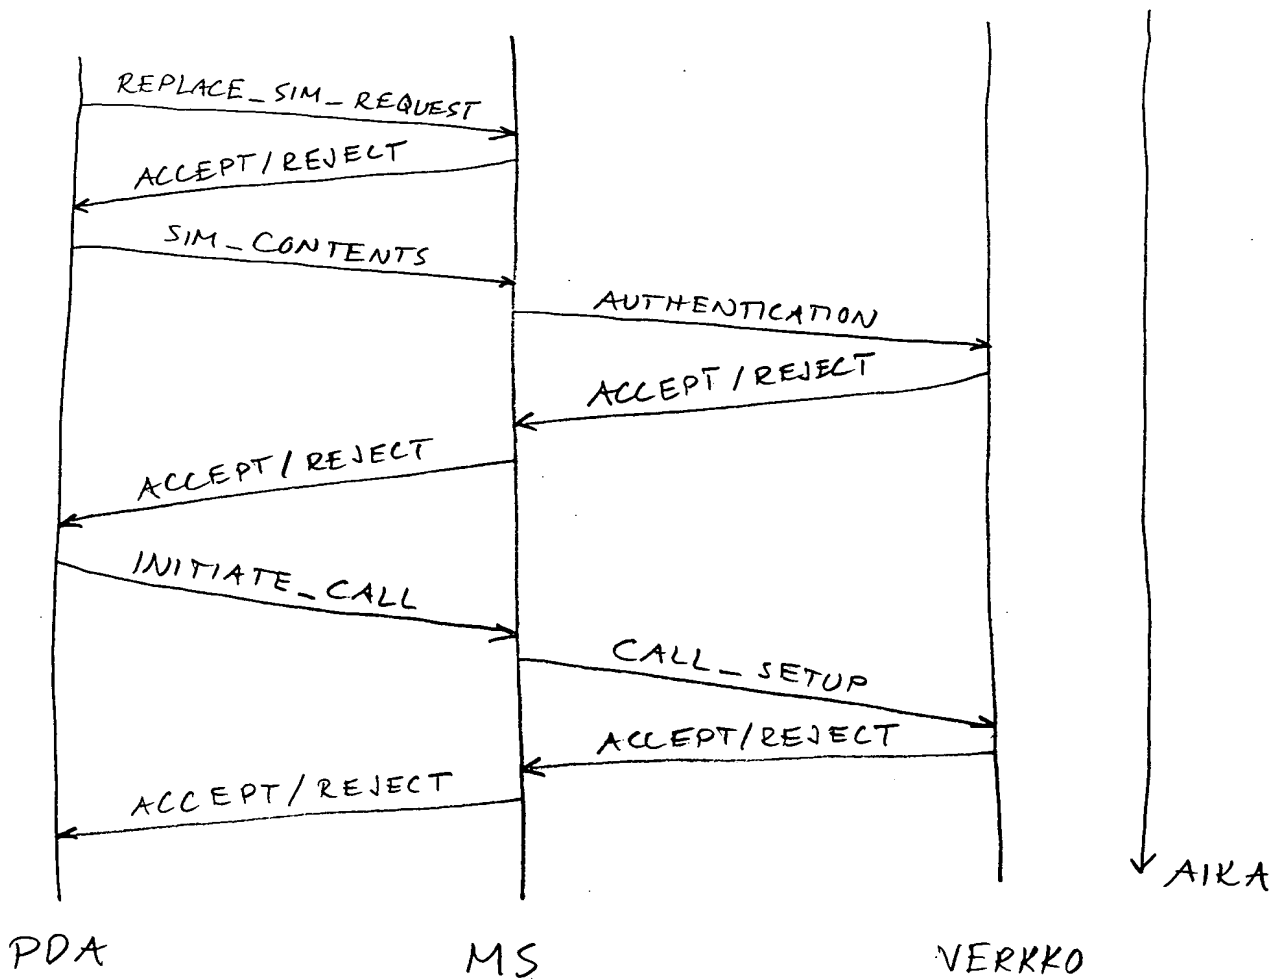 REPLACE_SIM_REQUEST
ACCEPT/REJECT
SIM_CONTENTS
AUTHENTICATION
ACCEPT/REJECT
ACCEPT/REJECT
INITIATE_CALL
CALL_SETUP
ACCEPT/REJECT
ACCEPT/REJECT
AIKA
PDA
MS
VERKKO